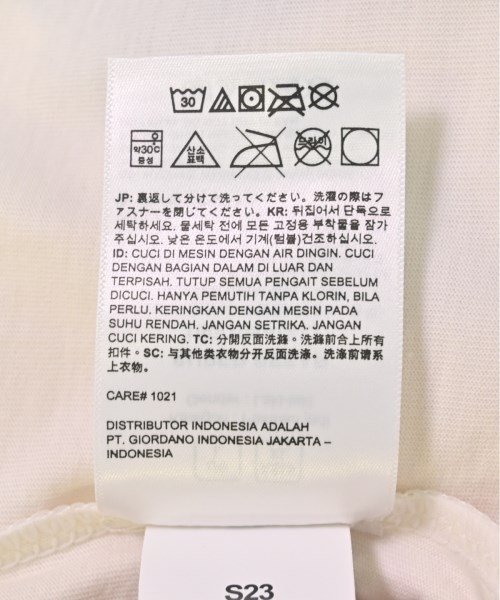 30
약30℃
중성
산소
표백
드라이
JP: 裏返して分けて洗ってください。洗濯の際はフ
ァスナーを閉じてください。KR: 뒤집어서 단독으로
세탁하세요. 물세탁 전에 모든 고정용 부착물을 잠가
주십시오. 낮은 온도에서 기계(텀블)건조하십시오.
ID: CUCI DI MESIN DENGAN AIR DINGIN. CUCI
DENGAN BAGIAN DALAM DI LUAR DAN
TERPISAH. TUTUP SEMUA PENGAIT SEBELUM
DICUCI. HANYA PEMUTIH TANPA KLORIN, BILA
PERLU. KERINGKAN DENGAN MESIN PADA
SUHU RENDAH. JANGAN SETRIKA. JANGAN
CUCI KERING. TC: 分開反面洗滌。洗滌前合上所有
扣件。SC: 与其他类衣物分开反面洗涤。洗涤前请系
上衣物。
CARE# 1021
DISTRIBUTOR INDONESIA ADALAH
PT. GIORDANO INDONESIA JAKARTA –
INDONESIA
S23